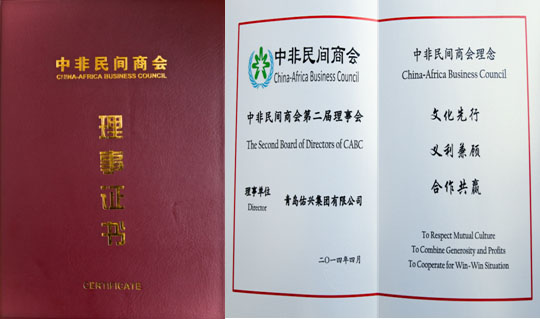 中非民间商会
CHINA-AFRICA BUSINESS COUNCIL
理事证书
CERTIFICATE
中非民间商会
China-Africa Business Council
中非民间商会第二届理事会
The Second Board of Directors of CABC
理事单位
Director
青岛佑兴集团有限公司
二〇一四年四月
中非民间商会理念
China-Africa Business Council
文化先行
义利兼顾
合作共赢
To Respect Mutual Culture
To Combine Generosity and Profits
To Cooperate for Win-Win Situation